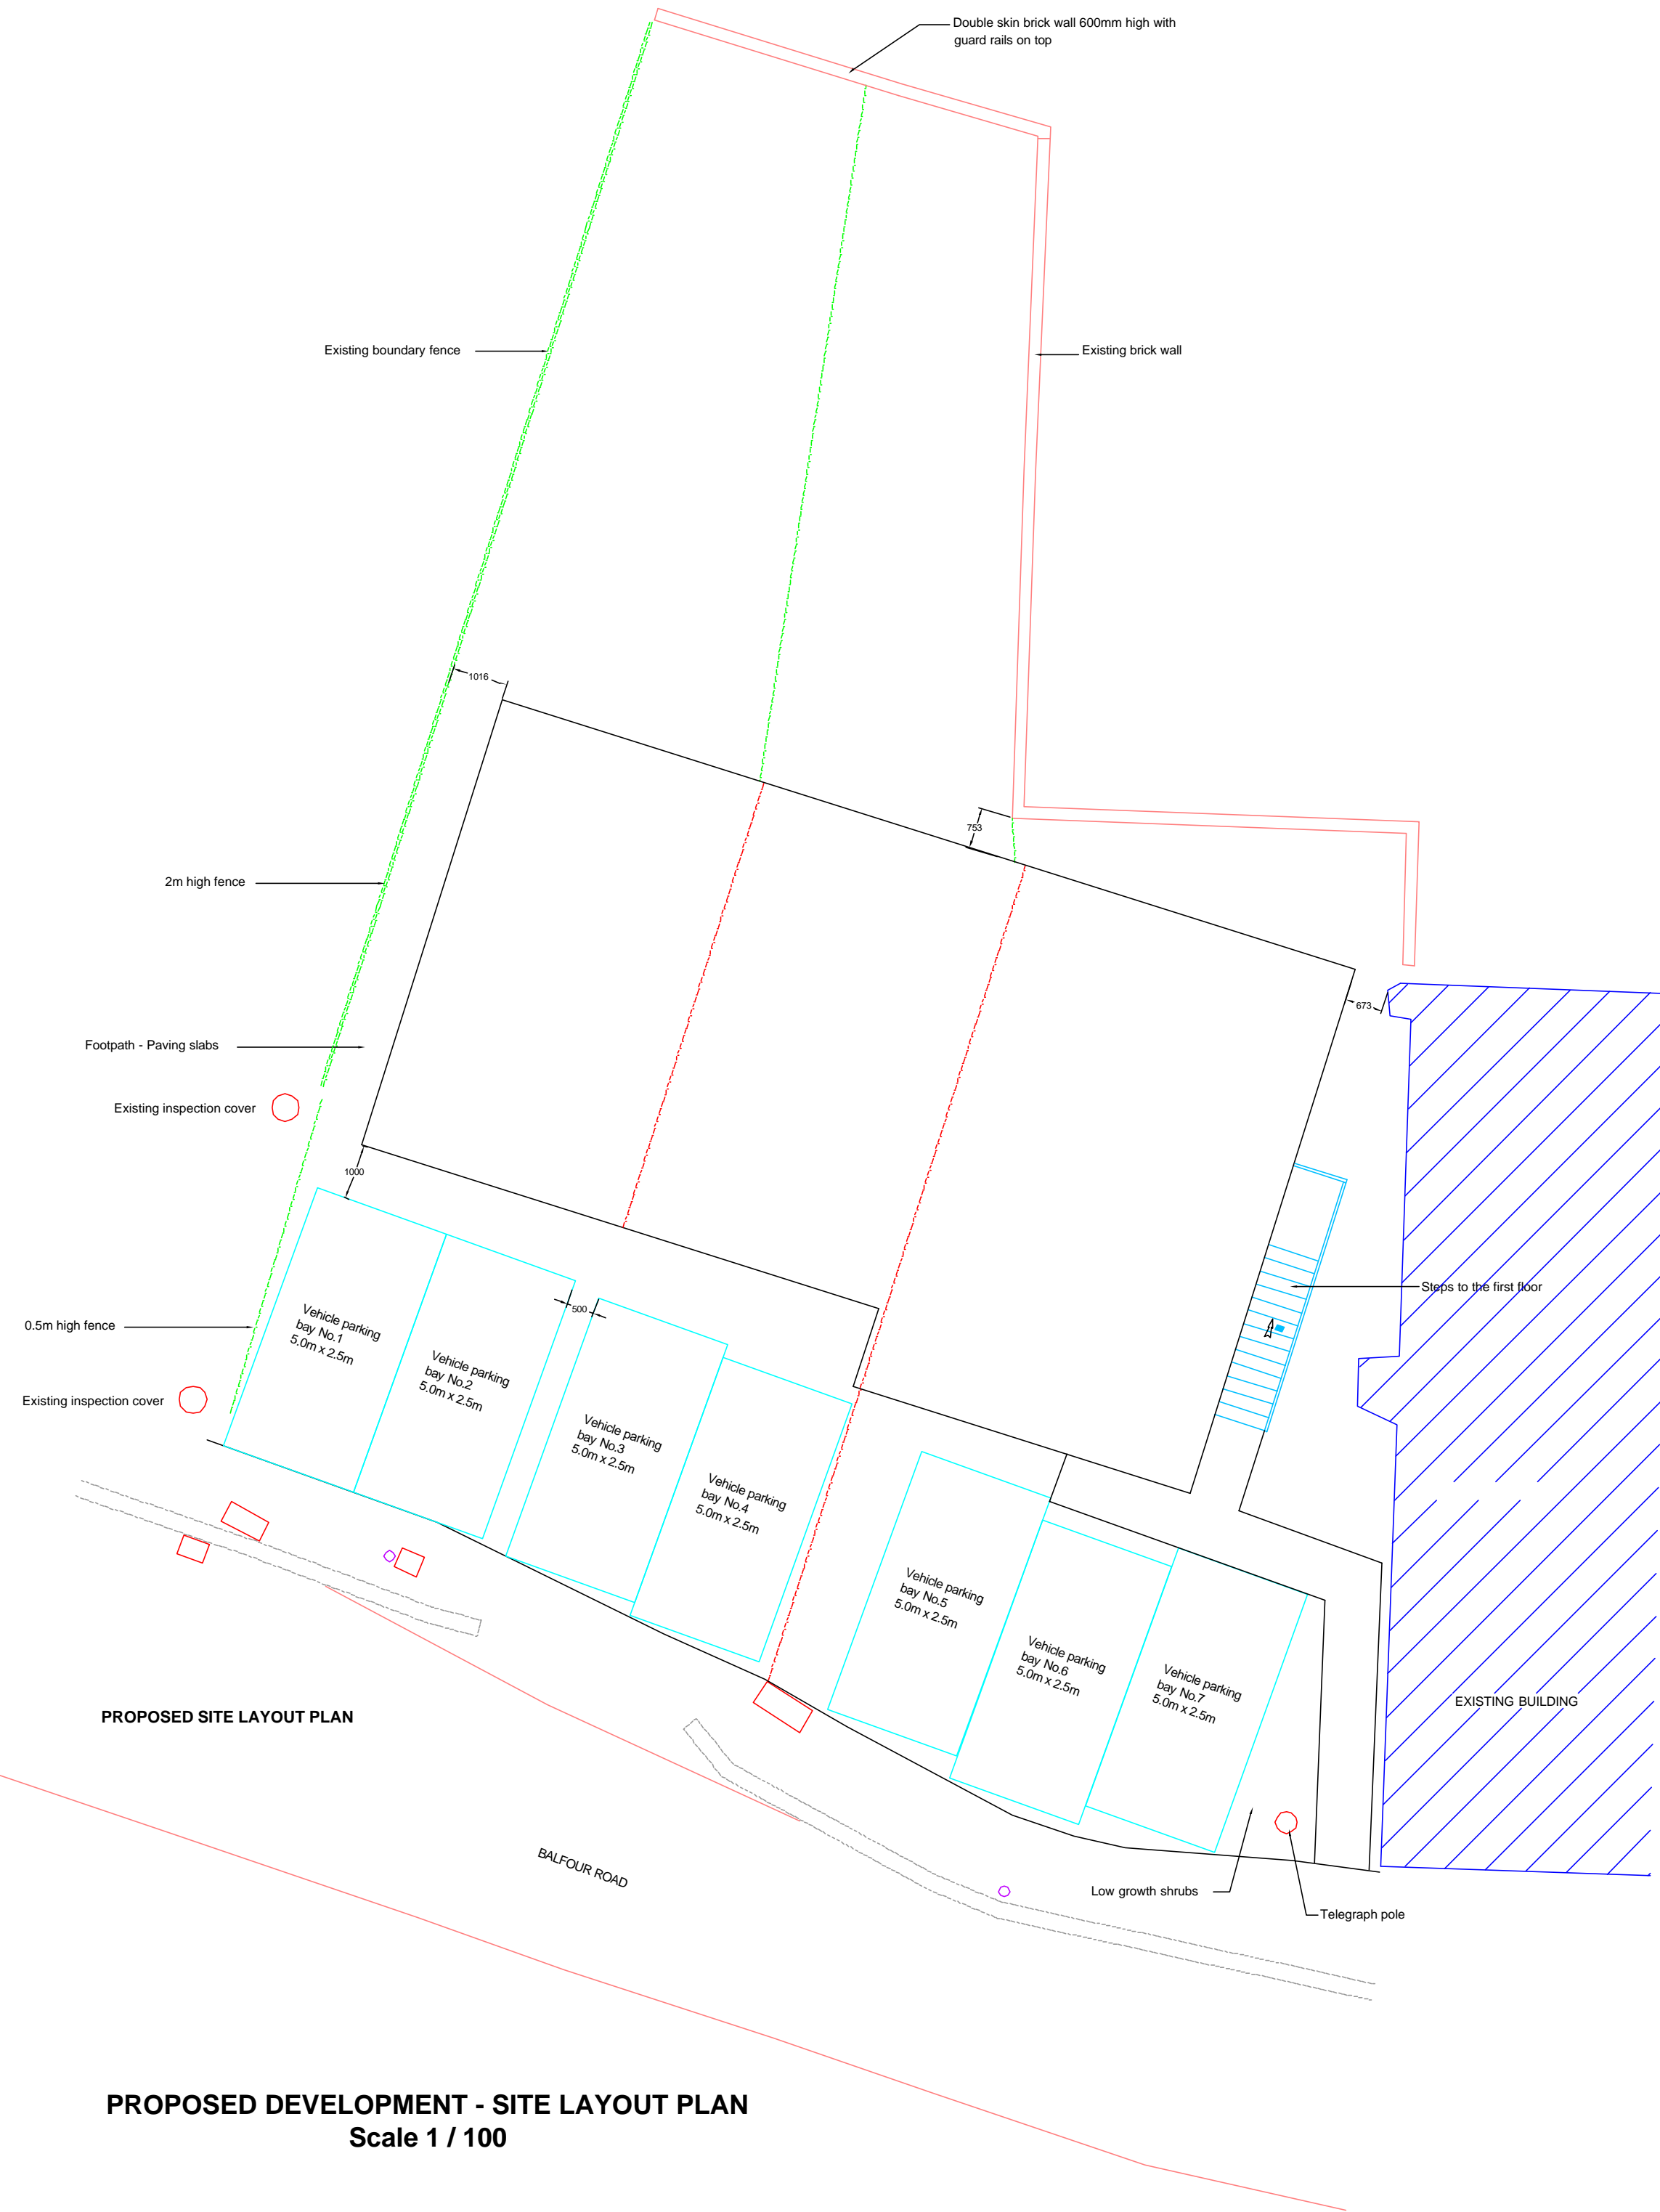 Double skin brick wall 600mm high with
guard rails on top
Existing boundary fence
Existing brick wall
1016
753
2m high fence
673
Footpath - Paving slabs
Existing inspection cover
1000
Steps to the first floor
500
0.5m high fence
Vehicle parking
bay No.1
5.0m x 2.5m
Vehicle parking
bay No.2
5.0m x 2.5m
Existing inspection cover
Vehicle parking
bay No.3
5.0m x 2.5m
Vehicle parking
bay No.4
5.0m x 2.5m
Vehicle parking
bay No.5
5.0m x 2.5m
Vehicle parking
bay No.6
5.0m x 2.5m
Vehicle parking
bay No.7
5.0m x 2.5m
EXISTING BUILDING
PROPOSED SITE LAYOUT PLAN
BALFOUR ROAD
Low growth shrubs
Telegraph pole
PROPOSED DEVELOPMENT - SITE LAYOUT PLAN
Scale 1 / 100